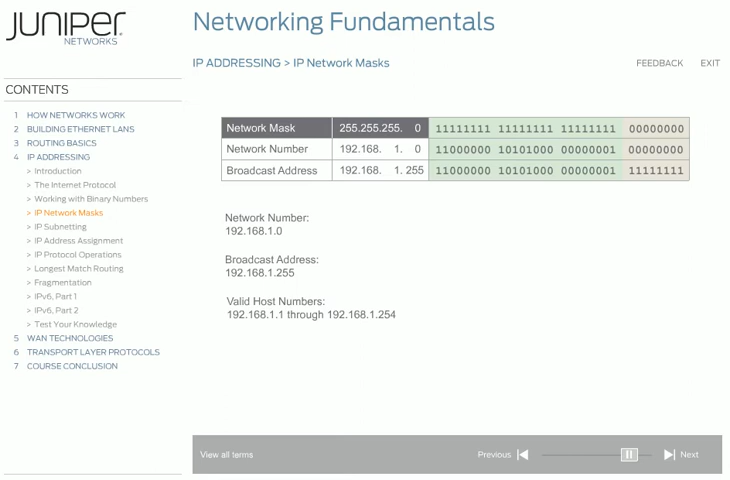 JUNIPER
NETWORKS
Networking Fundamentals
IP ADDRESSING > IP Network Masks
FEEDBACK EXIT
CONTENTS
1 HOW NETWORKS WORK
2 BUILDING ETHERNET LANS
3 ROUTING BASICS
4 IP ADDRESSING
> Introduction
> The Internet Protocol
> Working with Binary Numbers
> IP Network Masks
> IP Subnetting
> IP Address Assignment
> IP Protocol Operations
> Longest Match Routing
> Fragmentation
> IPv6, Part 1
> IPv6, Part 2
> Test Your Knowledge
5 WAN TECHNOLOGIES
6 TRANSPORT LAYER PROTOCOLS
7 COURSE CONCLUSION
Network Mask 255.255.255. 0 11111111 11111111 11111111 00000000
Network Number 192.168. 1. 0 11000000 10101000 00000001 00000000
Broadcast Address 192.168. 1. 255 11000000 10101000 00000001 11111111
Network Number:
192.168.1.0
Broadcast Address:
192.168.1.255
Valid Host Numbers:
192.168.1.1 through 192.168.1.254
View all terms
Previous Next